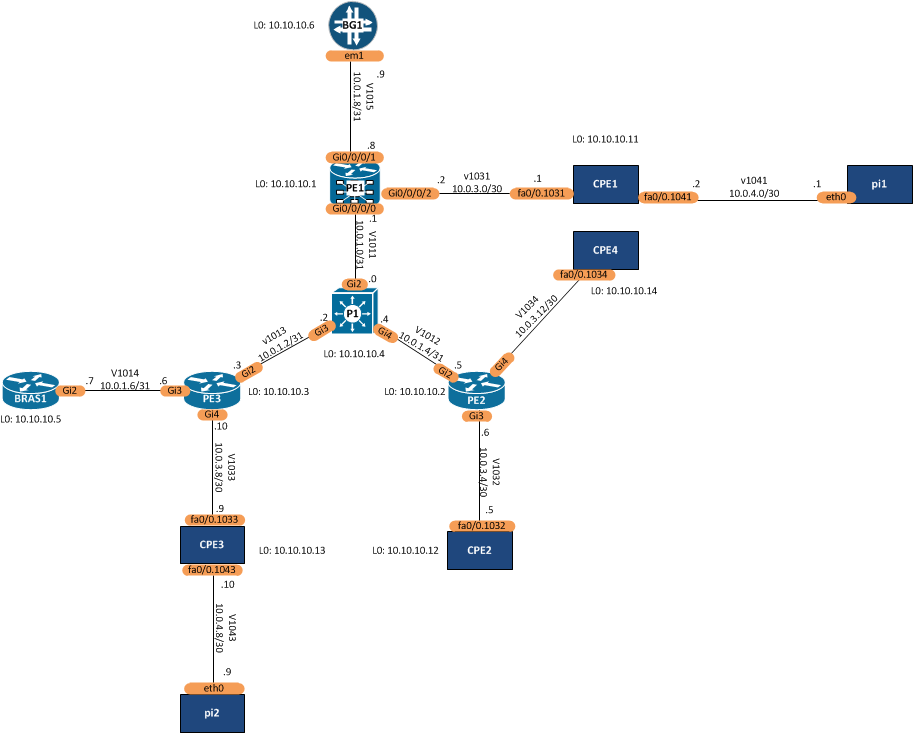 BG1
L0: 10.10.10.6
em1
.9
V1015
10.0.1.8/31
.8
Gi0/0/0/1
L0: 10.10.10.1
PE1
Gi0/0/0/2
.2
v1031
10.0.3.0/30
.1
fa0/0.1031
L0: 10.10.10.11
CPE1
fa0/0.1041
.2
v1041
10.0.4.0/30
.1
eth0
pi1
Gi0/0/0/0
.1
V1011
10.0.1.0/31
.0
Gi2
CPE4
fa0/0.1034
L0: 10.10.10.14
V1034
10.0.3.12/30
Gi4
P1
.2
Gi3
.4
Gi4
L0: 10.10.10.4
v1013
10.0.1.2/31
.3
Gi2
V1012
10.0.1.4/31
.5
Gi2
BRAS1
L0: 10.10.10.5
Gi2
.7
V1014
10.0.1.6/31
.6
Gi3
PE3
L0: 10.10.10.3
Gi4
.10
V1033
10.0.3.8/30
.9
fa0/0.1033
L0: 10.10.10.2
PE2
Gi3
.6
V1032
10.0.3.4/30
.5
fa0/0.1032
CPE3
L0: 10.10.10.13
L0: 10.10.10.12
CPE2
fa0/0.1043
.10
V1043
10.0.4.8/30
.9
eth0
pi2